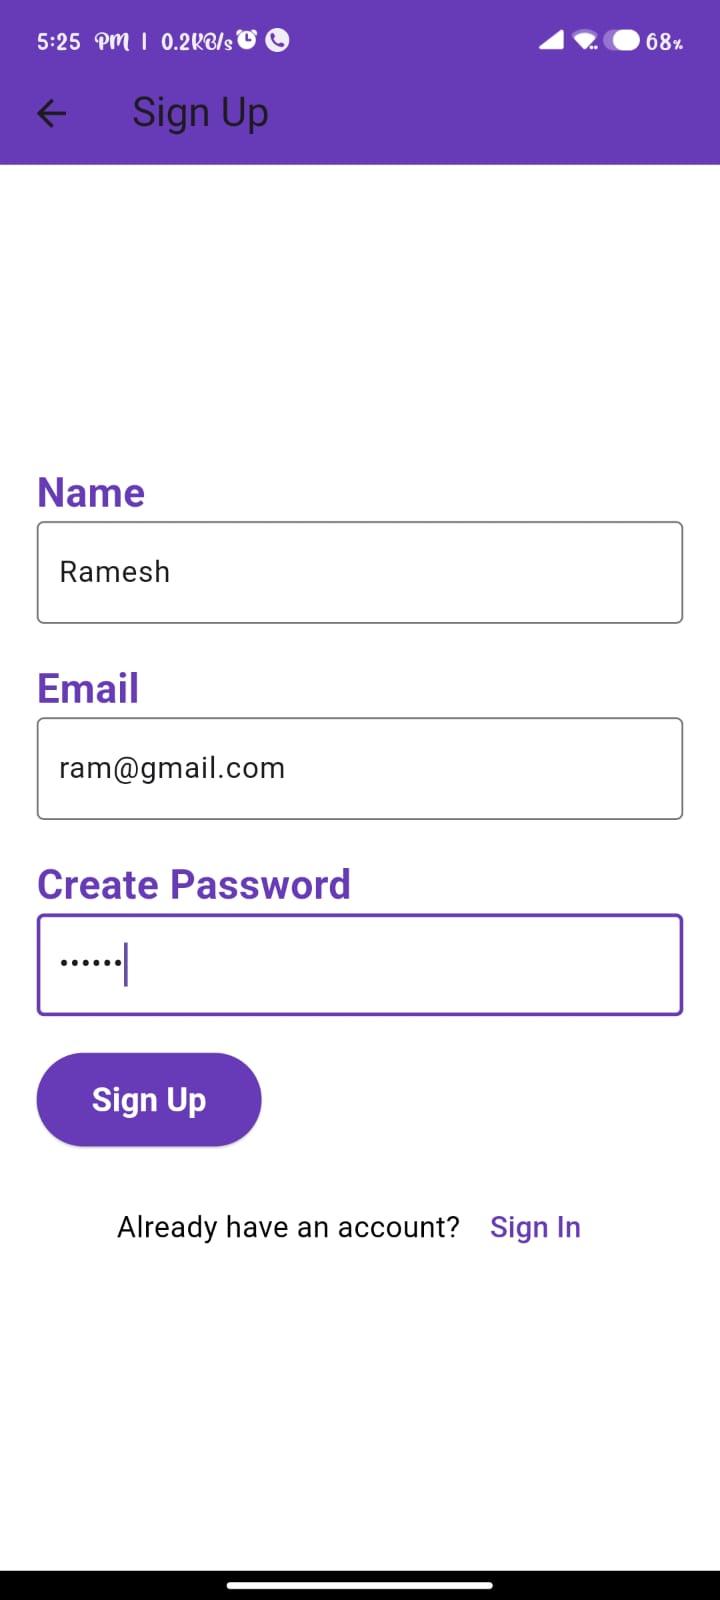 5:25 PM | 0.2KB/s 68%
Sign Up
Name
Ramesh
Email
ram@gmail.com
Create Password
••••••
Sign Up
Already have an account? Sign In